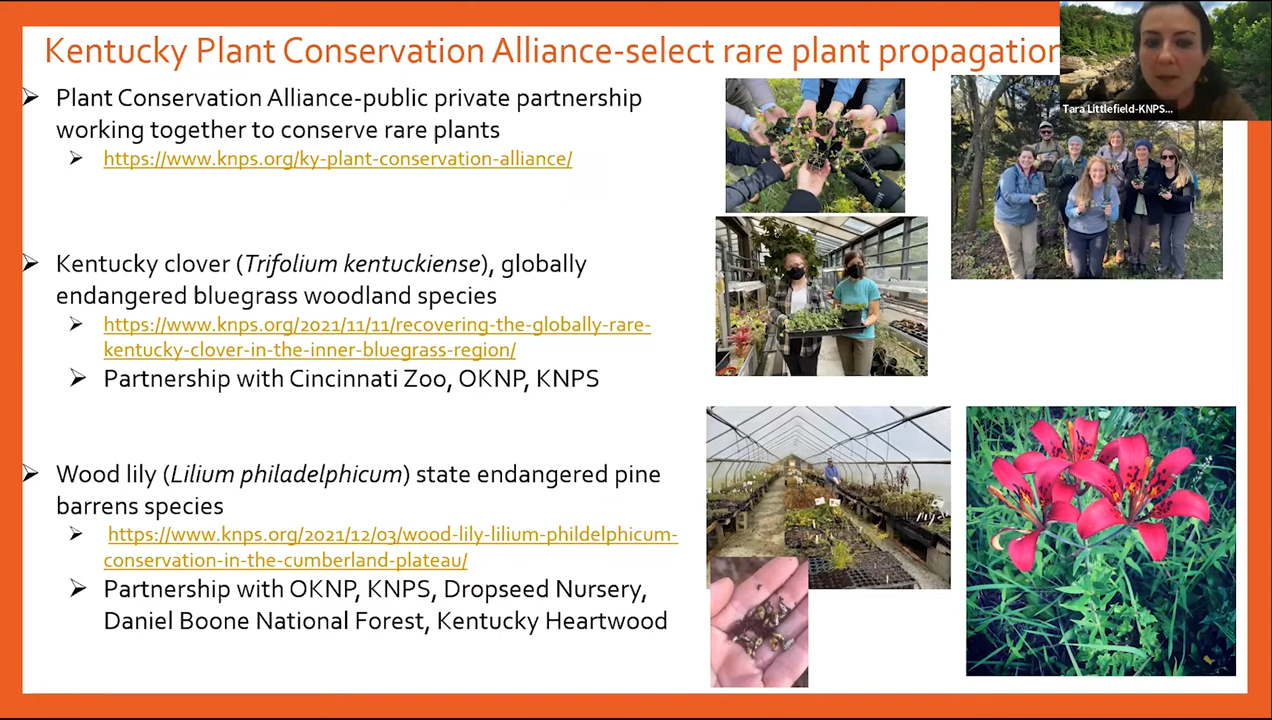 Kentucky Plant Conservation Alliance-select rare plant propagation
Tara Littlefield-KNPS...
Plant Conservation Alliance-public private partnership
working together to conserve rare plants
https://www.knps.org/ky-plant-conservation-alliance/
Kentucky clover (Trifolium kentuckiense), globally
endangered bluegrass woodland species
https://www.knps.org/2021/11/11/recovering-the-globally-rare-
kentucky-clover-in-the-inner-bluegrass-region/
Partnership with Cincinnati Zoo, OKNP, KNPS
Wood lily (Lilium philadelphicum) state endangered pine
barrens species
https://www.knps.org/2021/12/03/wood-lily-lilium-phildelphicum-
conservation-in-the-cumberland-plateau/
Partnership with OKNP, KNPS, Dropseed Nursery,
Daniel Boone National Forest, Kentucky Heartwood